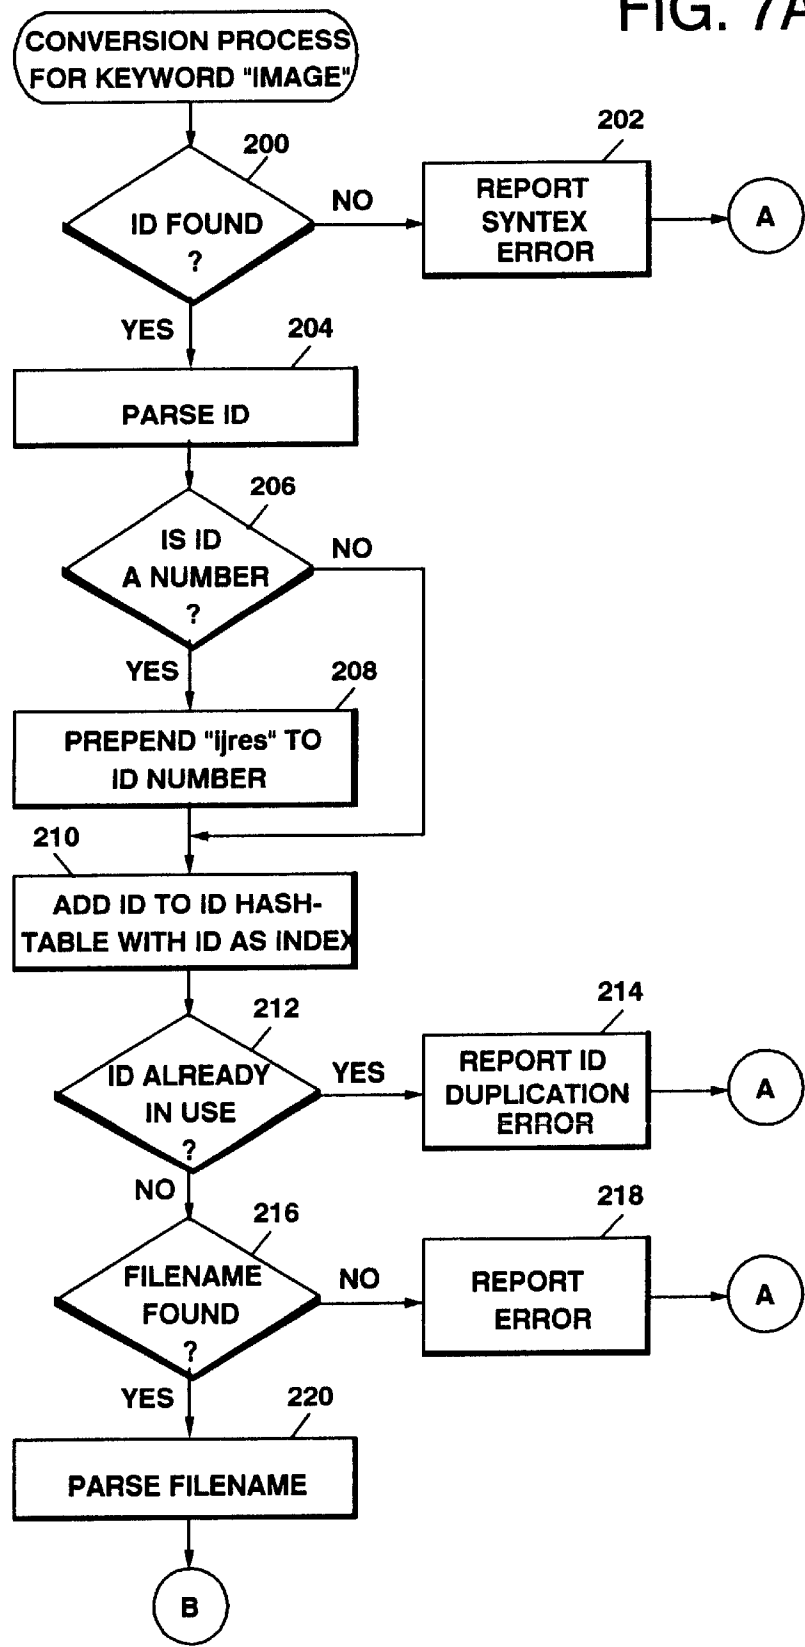 FIG. 7A
CONVERSION PROCESS
FOR KEYWORD "IMAGE"
200
ID FOUND
?
NO
202
REPORT
SYNTEX
ERROR
A
YES
204
PARSE ID
206
IS ID
A NUMBER
?
NO
YES
208
PREPEND "ijres" TO
ID NUMBER
210
ADD ID TO ID HASH-
TABLE WITH ID AS INDEX
212
ID ALREADY
IN USE
?
YES
214
REPORT ID
DUPLICATION
ERROR
A
NO
216
FILENAME
FOUND
?
NO
218
REPORT
ERROR
A
YES
220
PARSE FILENAME
B